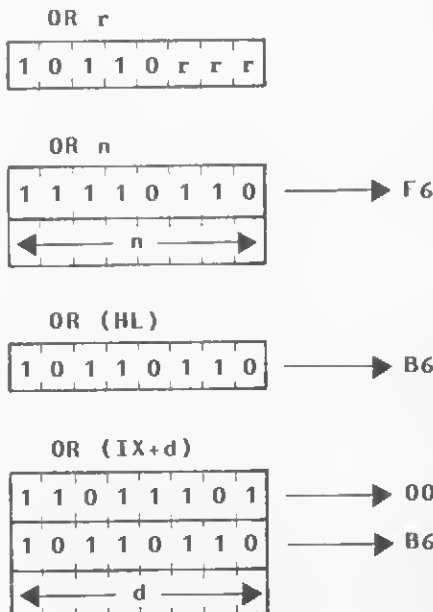 OR r
1 0 1 1 0 r r r
OR n
1 1 1 1 0 1 1 0 F6
n
OR (HL)
1 0 1 1 0 1 1 0 B6
OR (IX+d)
1 1 0 1 1 1 0 1 00
1 0 1 1 0 1 1 0 B6
d